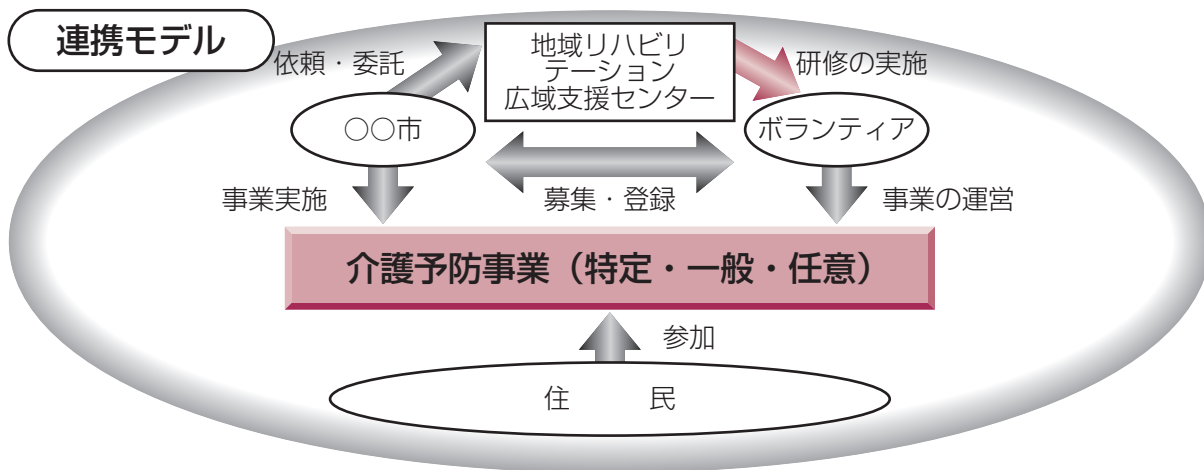 連携モデル
依頼・委託
地域リハビリ
テーション
広域支援センター
研修の実施
○○市
ボランティア
事業実施
募集・登録
事業の運営
介護予防事業（特定・一般・任意）
参加
住　　民